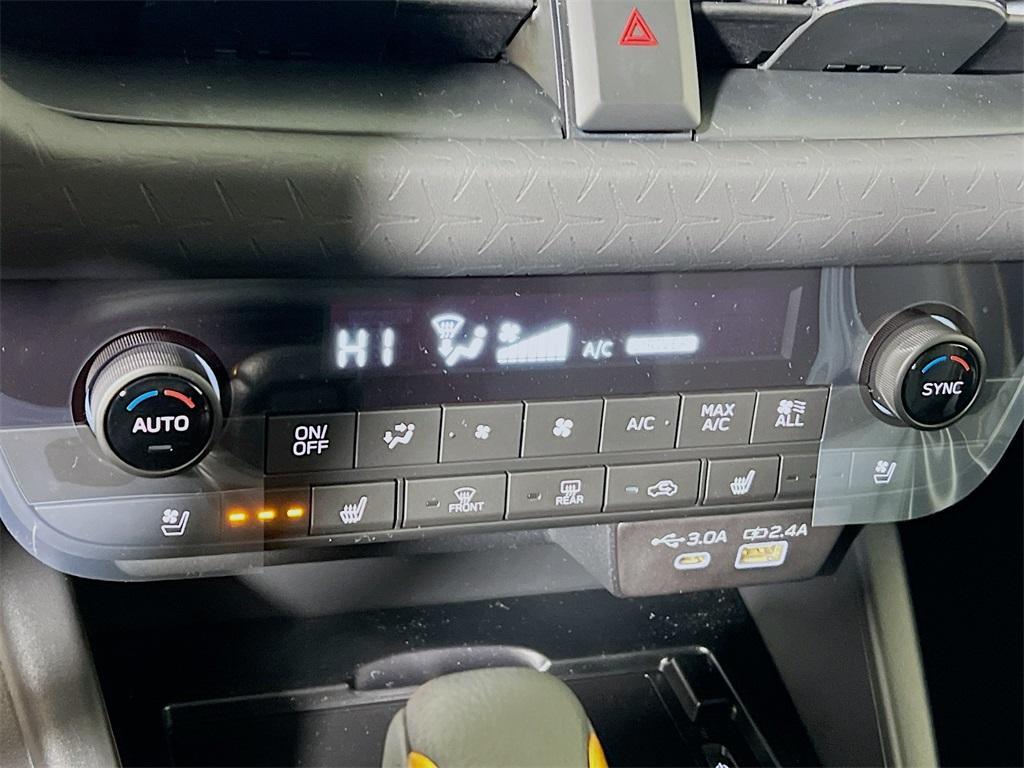 HI
A/C
AUTO
SYNC
ON/
OFF
A/C
MAX
A/C
ALL
FRONT
REAR
3.0A
2.4A